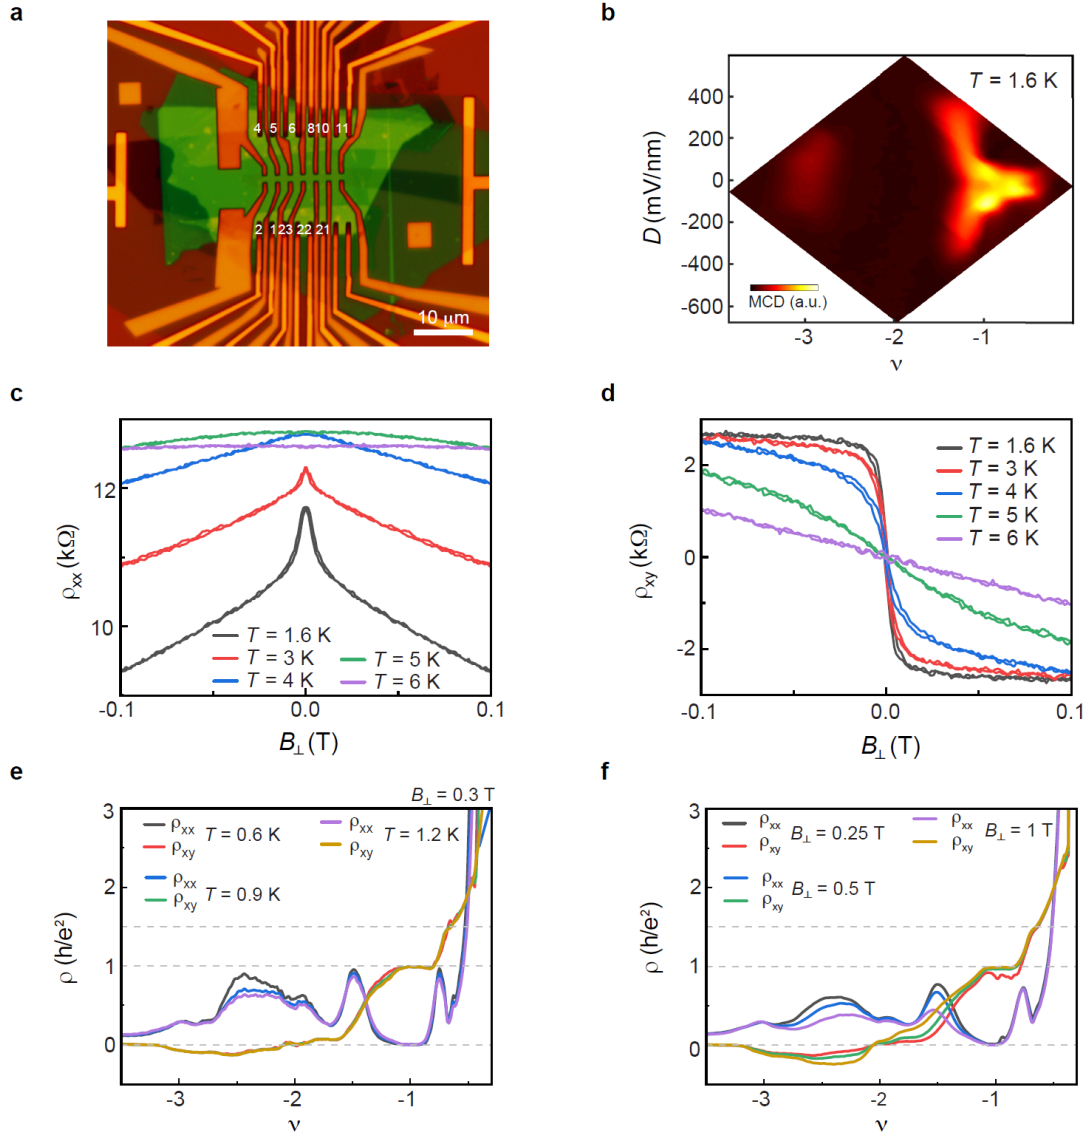 a
4 5 6 8 10 11
2 1 23 22 21
10 μm
b
T = 1.6 K
400
200
0
-200
-400
-600
D (mV/nm)
MCD (a.u.)
-3 -2 -1
ν
c
12
10
ρxx (kΩ)
T = 1.6 K
T = 3 K
T = 4 K
T = 5 K
T = 6 K
-0.1 0.0 0.1
B⊥ (T)
d
2
0
-2
ρxy (kΩ)
T = 1.6 K
T = 3 K
T = 4 K
T = 5 K
T = 6 K
-0.1 0.0 0.1
B⊥ (T)
e
B⊥ = 0.3 T
3
2
1
0
ρ (h/e²)
ρxx
ρxy
T = 0.6 K
ρxx
ρxy
T = 0.9 K
ρxx
ρxy
T = 1.2 K
-3 -2 -1
ν
f
3
2
1
0
ρ (h/e²)
ρxx
ρxy
B⊥ = 0.25 T
ρxx
ρxy
B⊥ = 0.5 T
ρxx
ρxy
B⊥ = 1 T
-3 -2 -1
ν